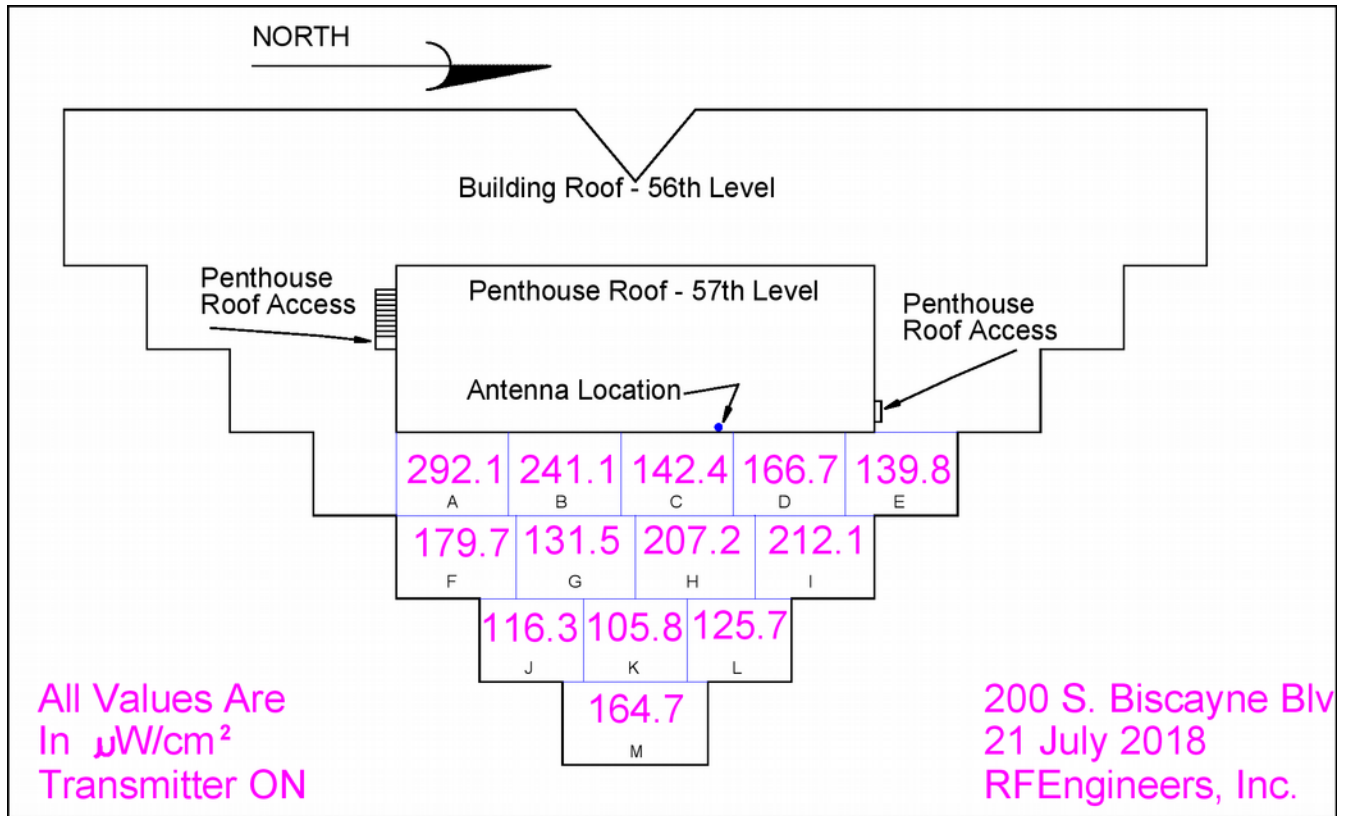 NORTH
Building Roof - 56th Level
Penthouse
Roof Access
Penthouse Roof - 57th Level
Penthouse
Roof Access
Antenna Location
292.1 241.1 142.4 166.7 139.8
A B C D E
179.7 131.5 207.2 212.1
F G H I
116.3 105.8 125.7
J K L
164.7
M
All Values Are
In µW/cm²
Transmitter ON
200 S. Biscayne Blv
21 July 2018
RFEngineers, Inc.